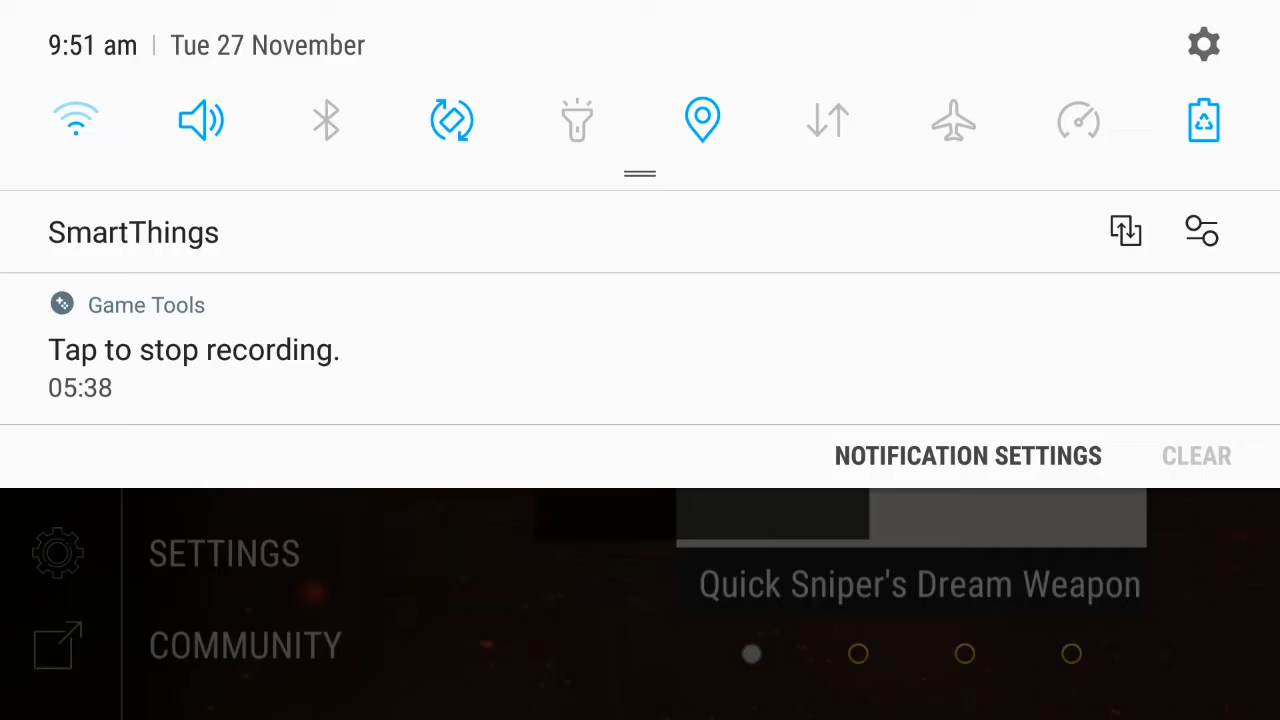 9:51 am | Tue 27 November
SmartThings
Game Tools
Tap to stop recording.
05:38
NOTIFICATION SETTINGS CLEAR
SETTINGS
Quick Sniper's Dream Weapon
COMMUNITY